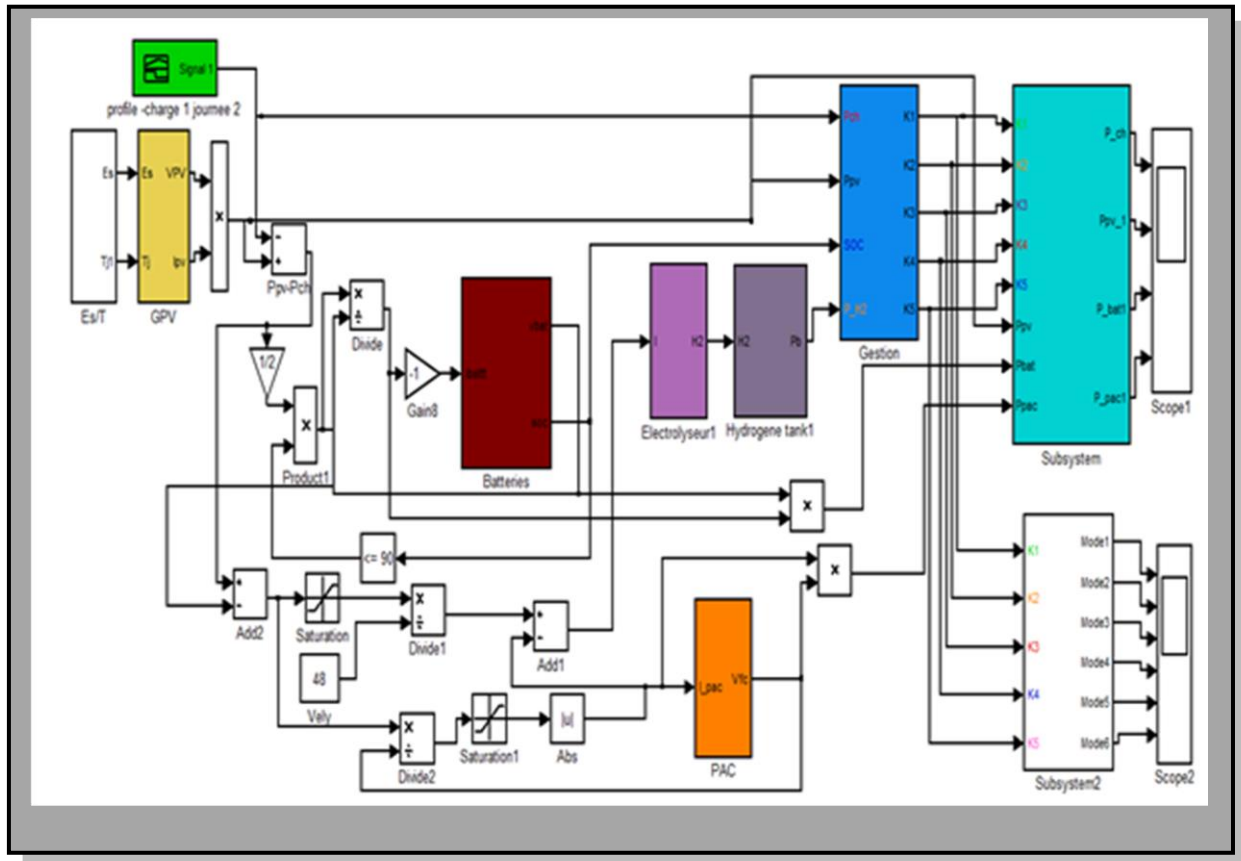 Signal 1
profile -charge 1 journee 2
Es
Tj1
Es/T
Es
Tj
VPV
Ipv
GPV
x
-
+
Ppv-Pch
1/2
x
Product1
x
÷
Divide
-1
Gain8
soc
Batteries
I
H2
Electrolyseur1
H2
Pb
Hydrogene tank1
Pch
Ppv
SOC
P_H2
K1
K2
K3
K4
K5
Gestion
K1
K2
K3
K4
K5
Ppv
Pbat
Ppac
P_ch
Ppv_1
P_bat1
P_pac1
Subsystem
Scope1
x
x
<= 90
+
-
Add2
Saturation
x
÷
Divide1
48
Vely
+
-
Add1
x
÷
Divide2
Saturation1
|u|
Abs
I_pac
Vfc
PAC
K1
K2
K3
K4
K5
Mode1
Mode2
Mode3
Mode4
Mode5
Mode6
Subsystem2
Scope2